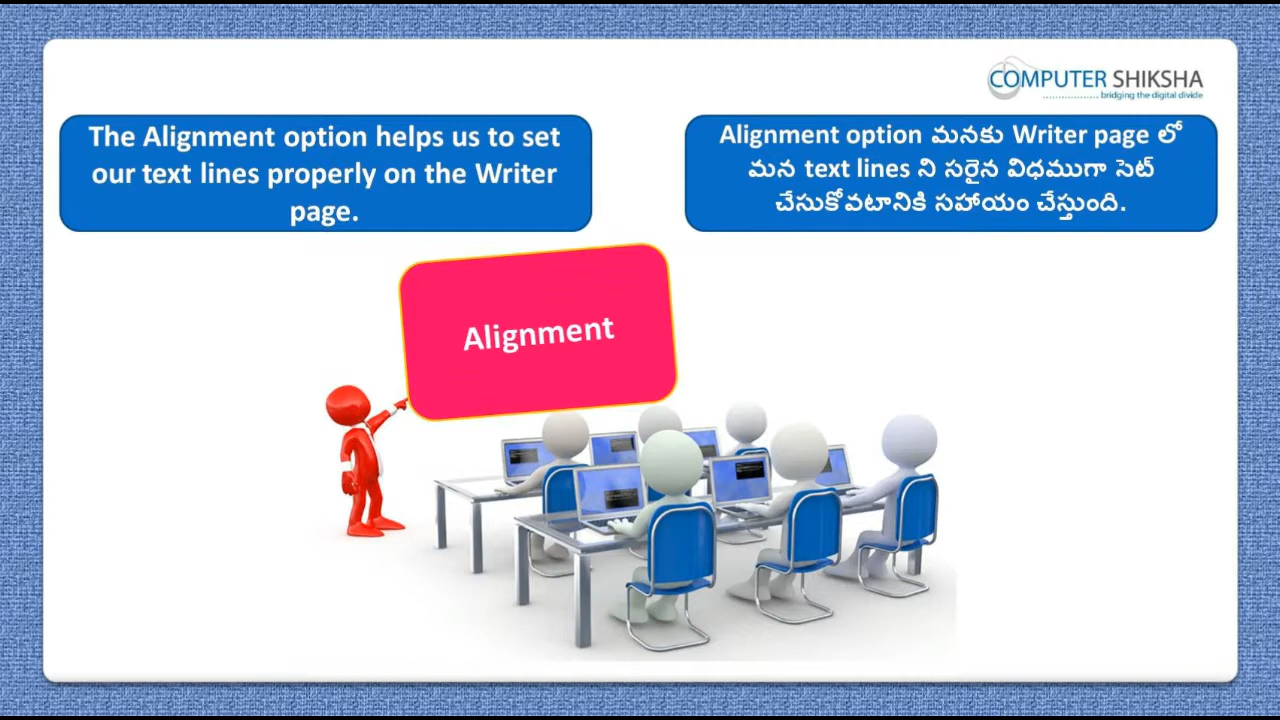 COMPUTER SHIKSHA
bridging the digital divide
The Alignment option helps us to set
our text lines properly on the Writer
page.
Alignment option మనకు Writer page లో
మన text lines ని సరైన విధముగా సెట్
చేసుకోవటానికి సహాయం చేస్తుంది.
Alignment